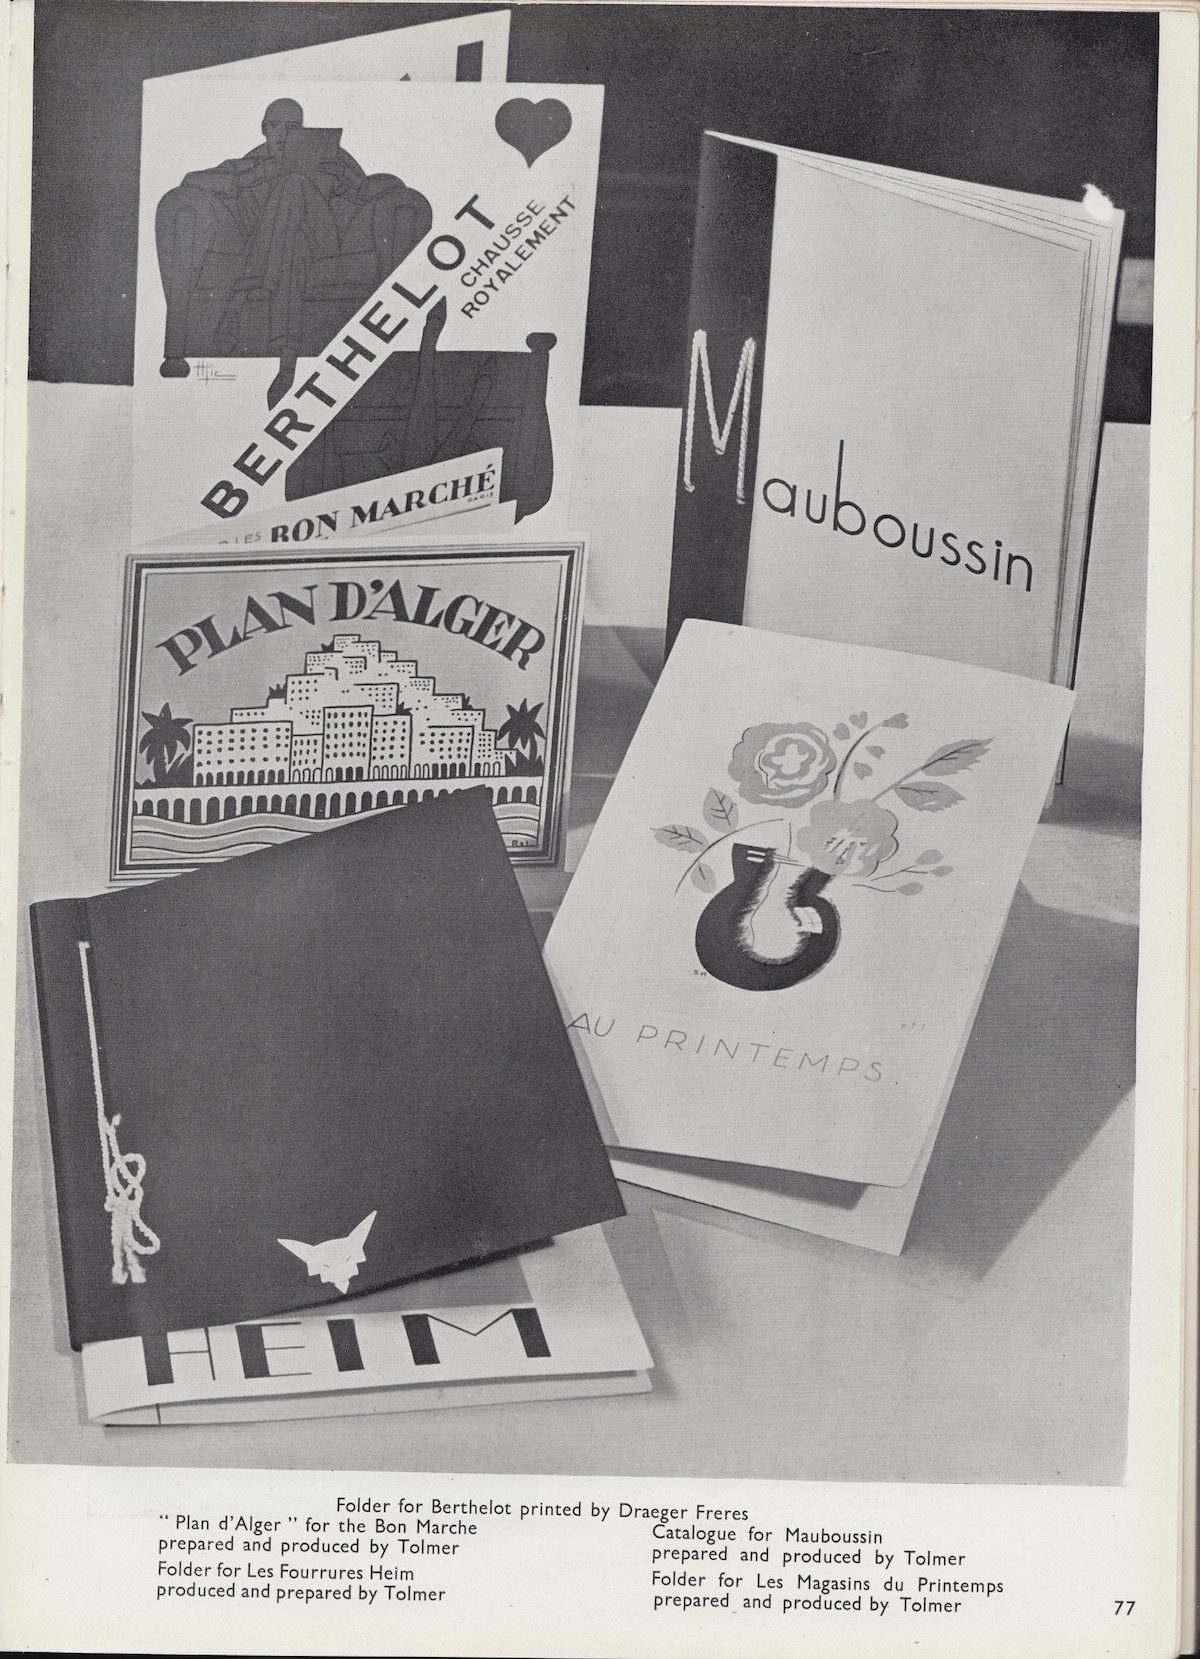 BERTHELOT
CHAUSSE
ROYALEMENT
BON MARCHÉ
PARIS
PLAN D'ALGER
Mauboussin
AU PRINTEMPS
HEIM
Folder for Berthelot printed by Draeger Freres
“ Plan d'Alger ” for the Bon Marche
prepared and produced by Tolmer
Folder for Les Fourrures Heim
produced and prepared by Tolmer
Catalogue for Mauboussin
prepared and produced by Tolmer
Folder for Les Magasins du Printemps
prepared and produced by Tolmer
77